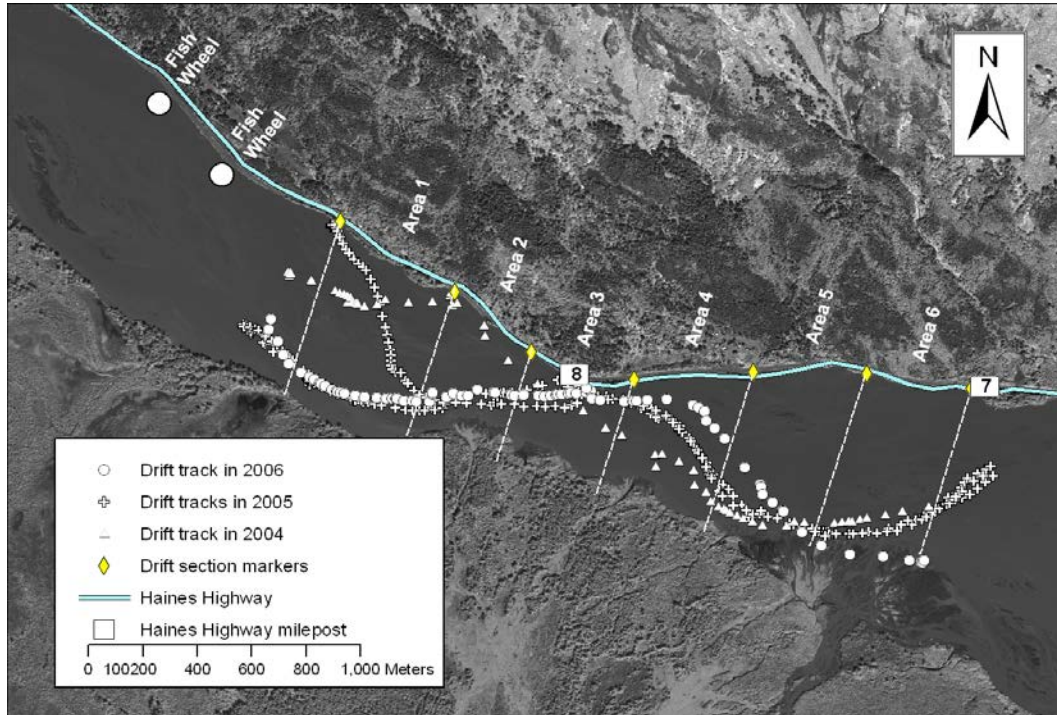 Fish
Wheel
Fish
Wheel
N
Area 1
Area 2
Area 3
Area 4
Area 5
Area 6
8
7
Drift track in 2006
Drift tracks in 2005
Drift track in 2004
Drift section markers
Haines Highway
Haines Highway milepost
0 100200 400 600 800 1,000 Meters